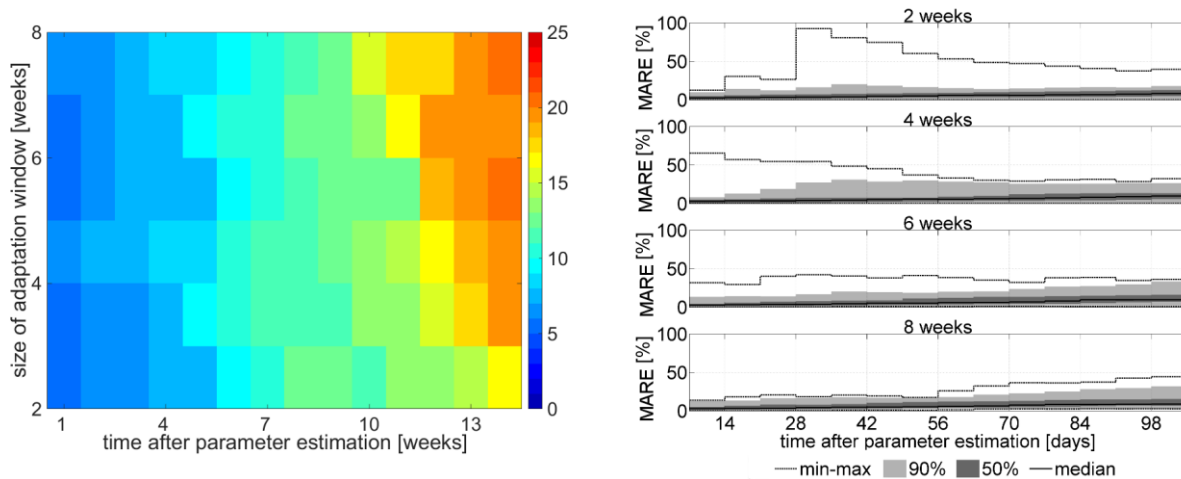 8
6
4
2
size of adaptation window [weeks]
1 4 7 10 13
time after parameter estimation [weeks]
25
20
15
10
5
0
2 weeks
MARE [%]
100
50
0
4 weeks
MARE [%]
100
50
0
6 weeks
MARE [%]
100
50
0
8 weeks
MARE [%]
100
50
0
14 28 42 56 70 84 98
time after parameter estimation [days]
min-max 90% 50% median